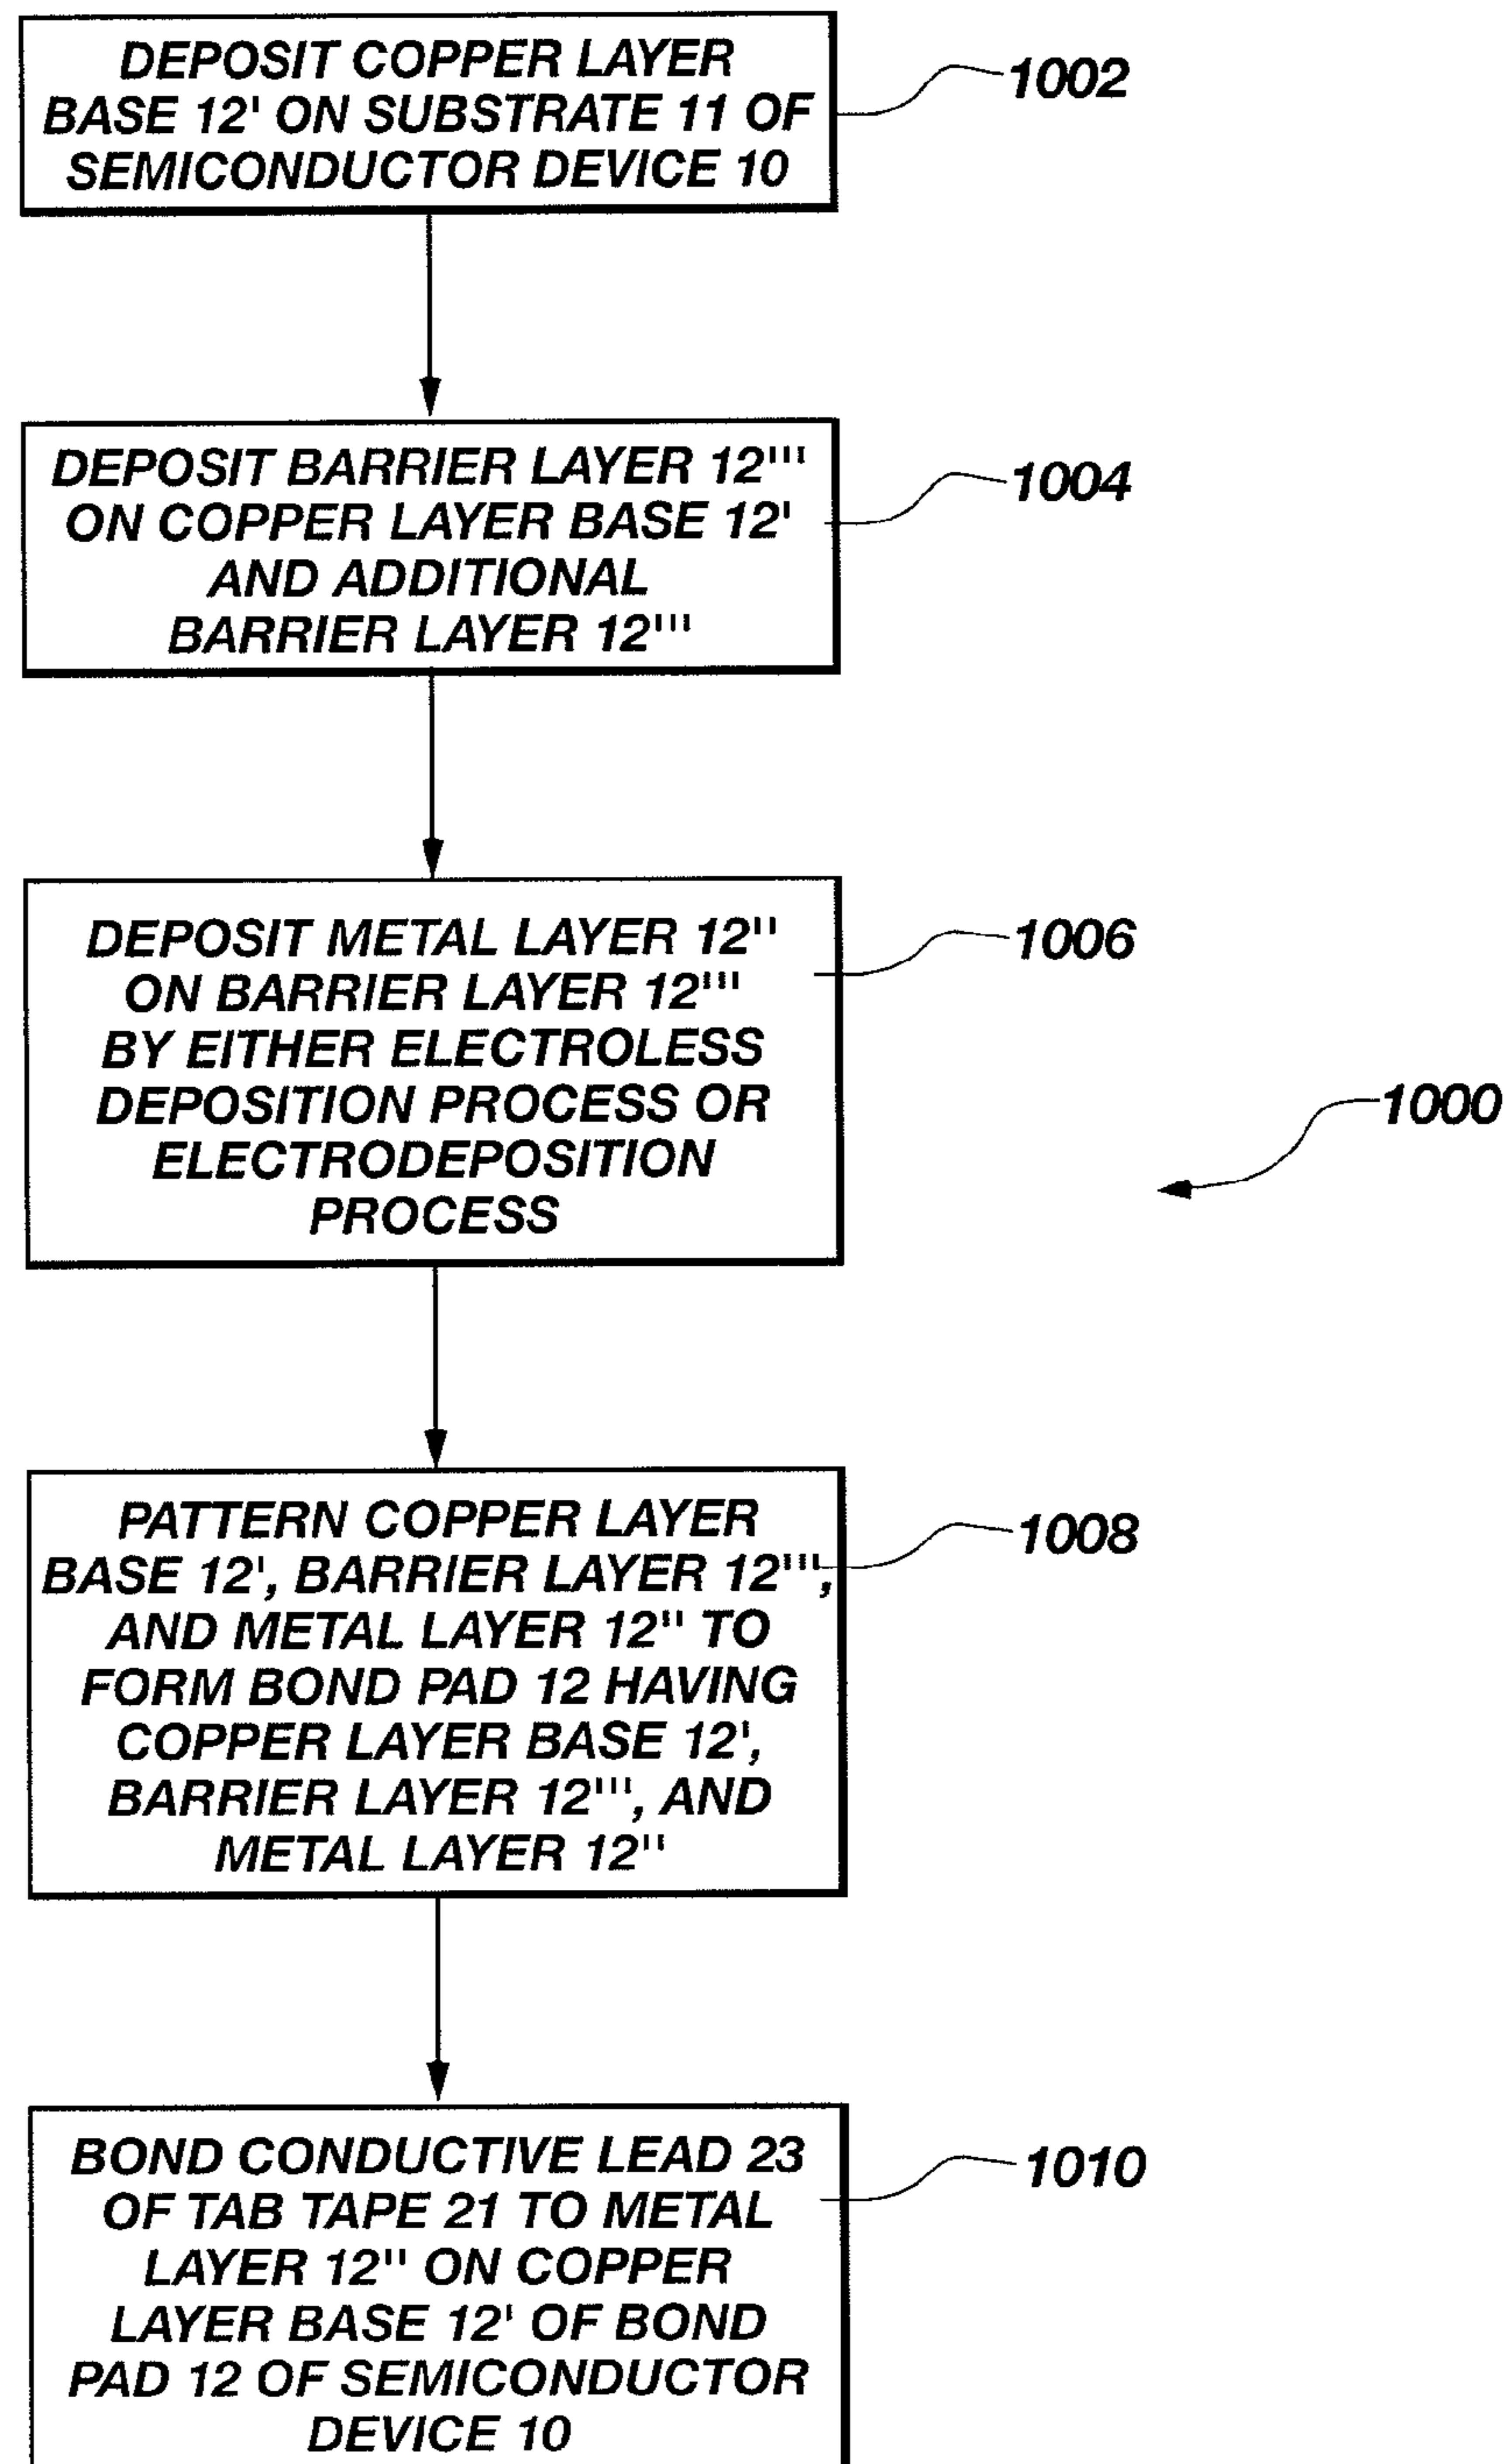 DEPOSIT COPPER LAYER
BASE 12' ON SUBSTRATE 11 OF
SEMICONDUCTOR DEVICE 10
1002
DEPOSIT BARRIER LAYER 12'''
ON COPPER LAYER BASE 12'
AND ADDITIONAL
BARRIER LAYER 12'''
1004
DEPOSIT METAL LAYER 12''
ON BARRIER LAYER 12'''
BY EITHER ELECTROLESS
DEPOSITION PROCESS OR
ELECTRODEPOSITION
PROCESS
1006
1000
PATTERN COPPER LAYER
BASE 12', BARRIER LAYER 12''',
AND METAL LAYER 12'' TO
FORM BOND PAD 12 HAVING
COPPER LAYER BASE 12',
BARRIER LAYER 12''', AND
METAL LAYER 12''
1008
BOND CONDUCTIVE LEAD 23
OF TAB TAPE 21 TO METAL
LAYER 12'' ON COPPER
LAYER BASE 12' OF BOND
PAD 12 OF SEMICONDUCTOR
DEVICE 10
1010